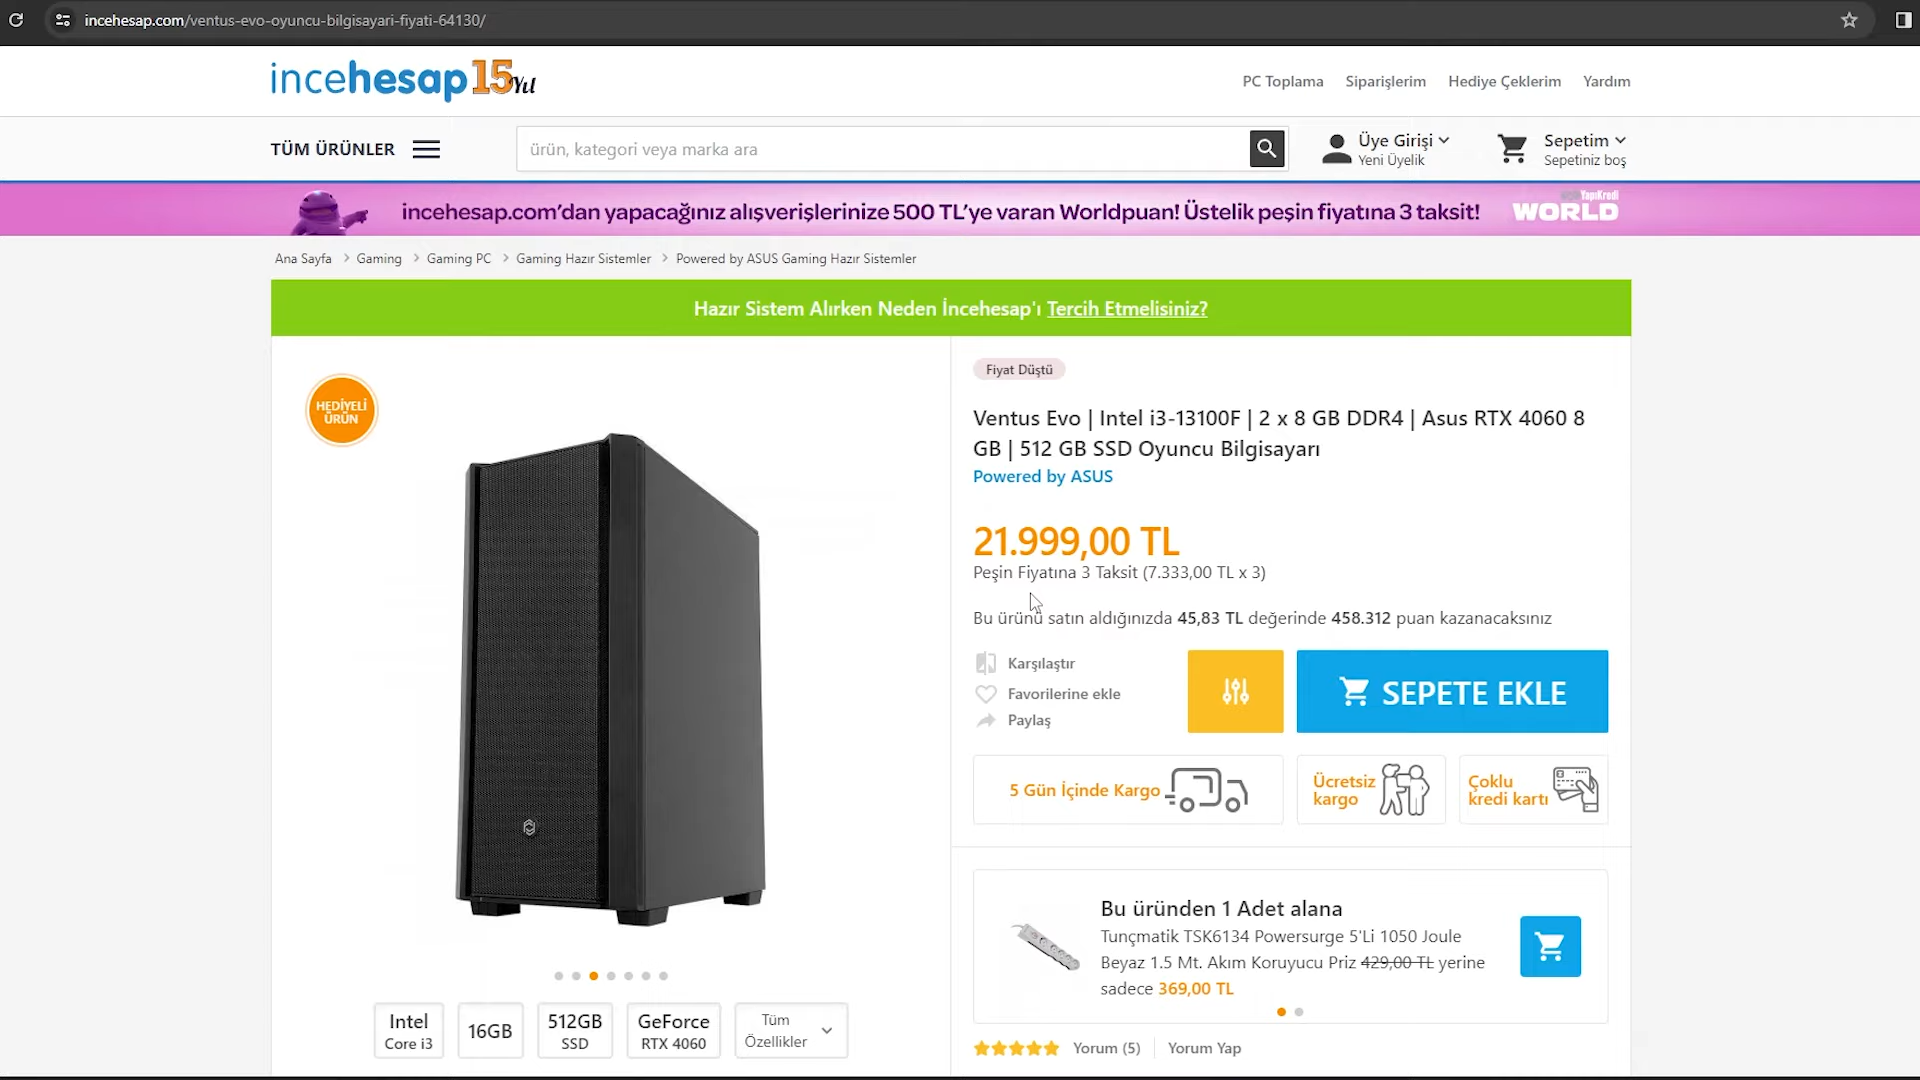 incehesap.com/ventus-evo-oyuncu-bilgisayari-fiyati-64130/
incehesap 15 Yıl
PC Toplama Siparişlerim Hediye Çeklerim Yardım
TÜM ÜRÜNLER
ürün, kategori veya marka ara
Üye Girişi
Yeni Üyelik
Sepetim
Sepetiniz boş
incehesap.com'dan yapacağınız alışverişlerinize 500 TL'ye varan Worldpuan! Üstelik peşin fiyatına 3 taksit!
YapıKredi
WORLD
Ana Sayfa > Gaming > Gaming PC > Gaming Hazır Sistemler > Powered by ASUS Gaming Hazır Sistemler
Hazır Sistem Alırken Neden İncehesap'ı Tercih Etmelisiniz?
HEDİYELİ
ÜRÜN
Fiyat Düştü
Ventus Evo | Intel i3-13100F | 2 x 8 GB DDR4 | Asus RTX 4060 8
GB | 512 GB SSD Oyuncu Bilgisayarı
Powered by ASUS
21.999,00 TL
Peşin Fiyatına 3 Taksit (7.333,00 TL x 3)
Bu ürünü satın aldığınızda 45,83 TL değerinde 458.312 puan kazanacaksınız
Karşılaştır
Favorilerine ekle
Paylaş
SEPETE EKLE
5 Gün İçinde Kargo
Ücretsiz
kargo
Çoklu
kredi kartı
Bu üründen 1 Adet alana
Tunçmatik TSK6134 Powersurge 5'Li 1050 Joule
Beyaz 1.5 Mt. Akım Koruyucu Priz 429,00 TL yerine
sadece 369,00 TL
Intel
Core i3
16GB
512GB
SSD
GeForce
RTX 4060
Tüm
Özellikler
Yorum (5) Yorum Yap